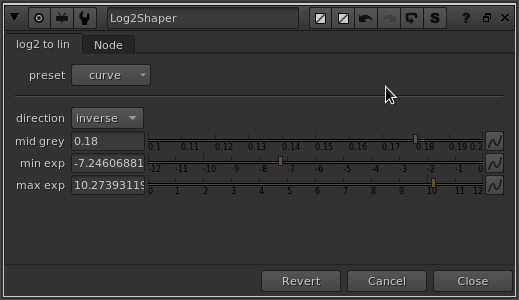 Log2Shaper
S
?
log2 to lin Node
preset curve
direction inverse
mid grey 0.18
0.1 0.11 0.12 0.13 0.14 0.15 0.16 0.17 0.18 0.19 0.2
min exp -7.24606881
-12 -11 -10 -9 -8 -7 -6 -5 -4 -3 -2 -1 0
max exp 10.27393119
0 1 2 3 4 5 6 7 8 9 10 11 12
Revert Cancel Close